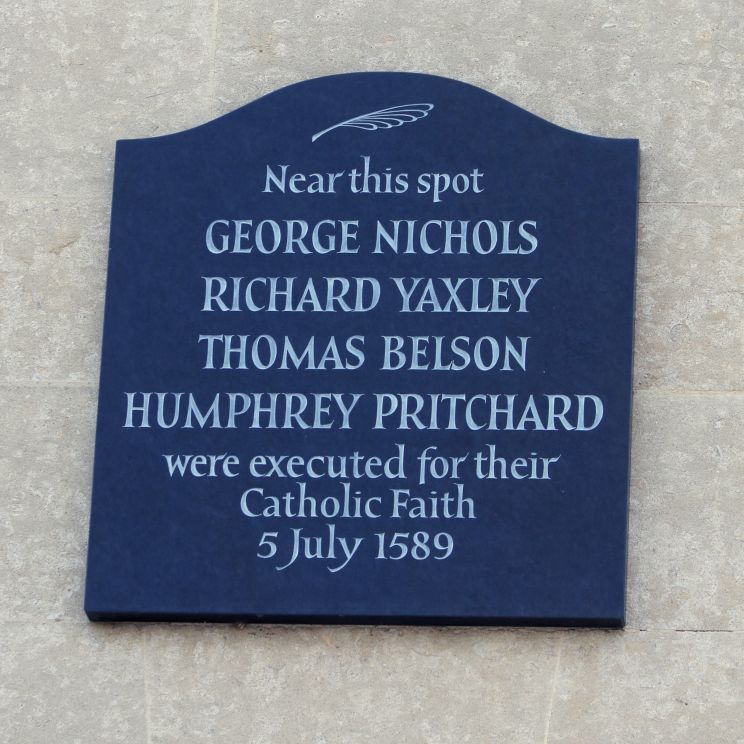 Near this spot
GEORGE NICHOLS
RICHARD YAXLEY
THOMAS BELSON
HUMPHREY PRITCHARD
were executed for their
Catholic Faith
5 July 1589